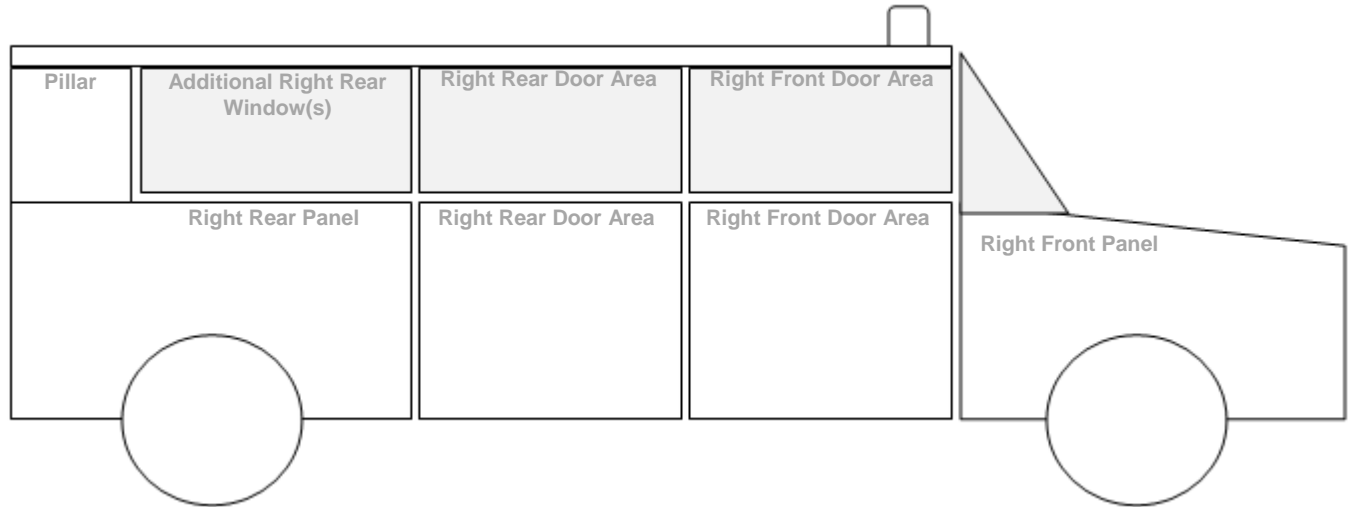 Pillar
Additional Right Rear
Window(s)
Right Rear Door Area
Right Front Door Area
Right Rear Panel
Right Rear Door Area
Right Front Door Area
Right Front Panel